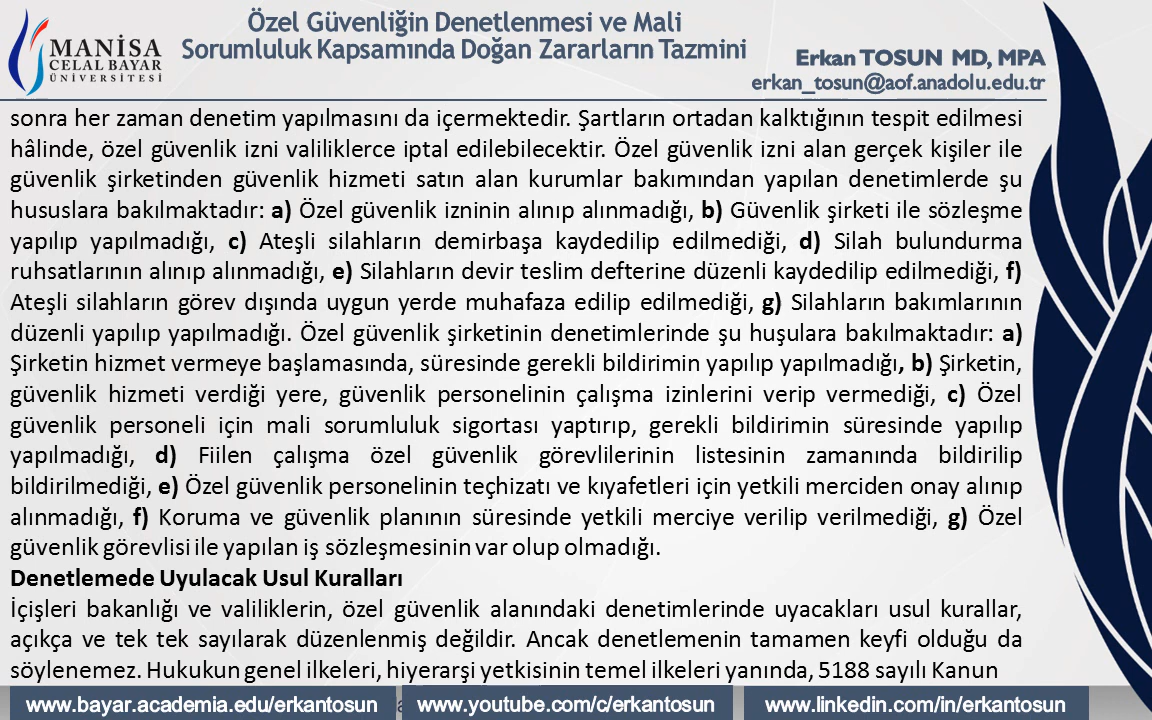 MANİSA
CELAL BAYAR
ÜNİVERSİTESİ
Özel Güvenliğin Denetlenmesi ve Mali
Sorumluluk Kapsamında Doğan Zararların Tazmini
Erkan TOSUN MD, MPA
erkan_tosun@aof.anadolu.edu.tr
sonra her zaman denetim yapılmasını da içermektedir. Şartların ortadan kalktığının tespit edilmesi
hâlinde, özel güvenlik izni valiliklerce iptal edilebilecektir. Özel güvenlik izni alan gerçek kişiler ile
güvenlik şirketinden güvenlik hizmeti satın alan kurumlar bakımından yapılan denetimlerde şu
hususlara bakılmaktadır: a) Özel güvenlik izninin alınıp alınmadığı, b) Güvenlik şirketi ile sözleşme
yapılıp yapılmadığı, c) Ateşli silahların demirbaşa kaydedilip edilmediği, d) Silah bulundurma
ruhsatlarının alınıp alınmadığı, e) Silahların devir teslim defterine düzenli kaydedilip edilmediği, f)
Ateşli silahların görev dışında uygun yerde muhafaza edilip edilmediği, g) Silahların bakımlarının
düzenli yapılıp yapılmadığı. Özel güvenlik şirketinin denetimlerinde şu huşulara bakılmaktadır: a)
Şirketin hizmet vermeye başlamasında, süresinde gerekli bildirimin yapılıp yapılmadığı, b) Şirketin,
güvenlik hizmeti verdiği yere, güvenlik personelinin çalışma izinlerini verip vermediği, c) Özel
güvenlik personeli için mali sorumluluk sigortası yaptırıp, gerekli bildirimin süresinde yapılıp
yapılmadığı, d) Fiilen çalışma özel güvenlik görevlilerinin listesinin zamanında bildirilip
bildirilmediği, e) Özel güvenlik personelinin teçhizatı ve kıyafetleri için yetkili merciden onay alınıp
alınmadığı, f) Koruma ve güvenlik planının süresinde yetkili merciye verilip verilmediği, g) Özel
güvenlik görevlisi ile yapılan iş sözleşmesinin var olup olmadığı.
Denetlemede Uyulacak Usul Kuralları
İçişleri bakanlığı ve valiliklerin, özel güvenlik alanındaki denetimlerinde uyacakları usul kurallar,
açıkça ve tek tek sayılarak düzenlenmiş değildir. Ancak denetlemenin tamamen keyfi olduğu da
söylenemez. Hukukun genel ilkeleri, hiyerarşi yetkisinin temel ilkeleri yanında, 5188 sayılı Kanun
www.bayar.academia.edu/erkantosun
www.youtube.com/c/erkantosun
www.linkedin.com/in/erkantosun